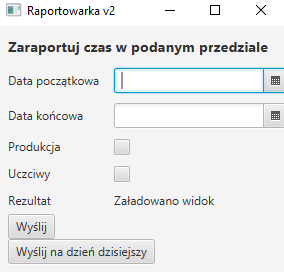 Raportowarka v2
Zaraportuj czas w podanym przedziale
Data początkowa
Data końcowa
Produkcja
Uczciwy
Rezultat Załadowano widok
Wyślij
Wyślij na dzień dzisiejszy